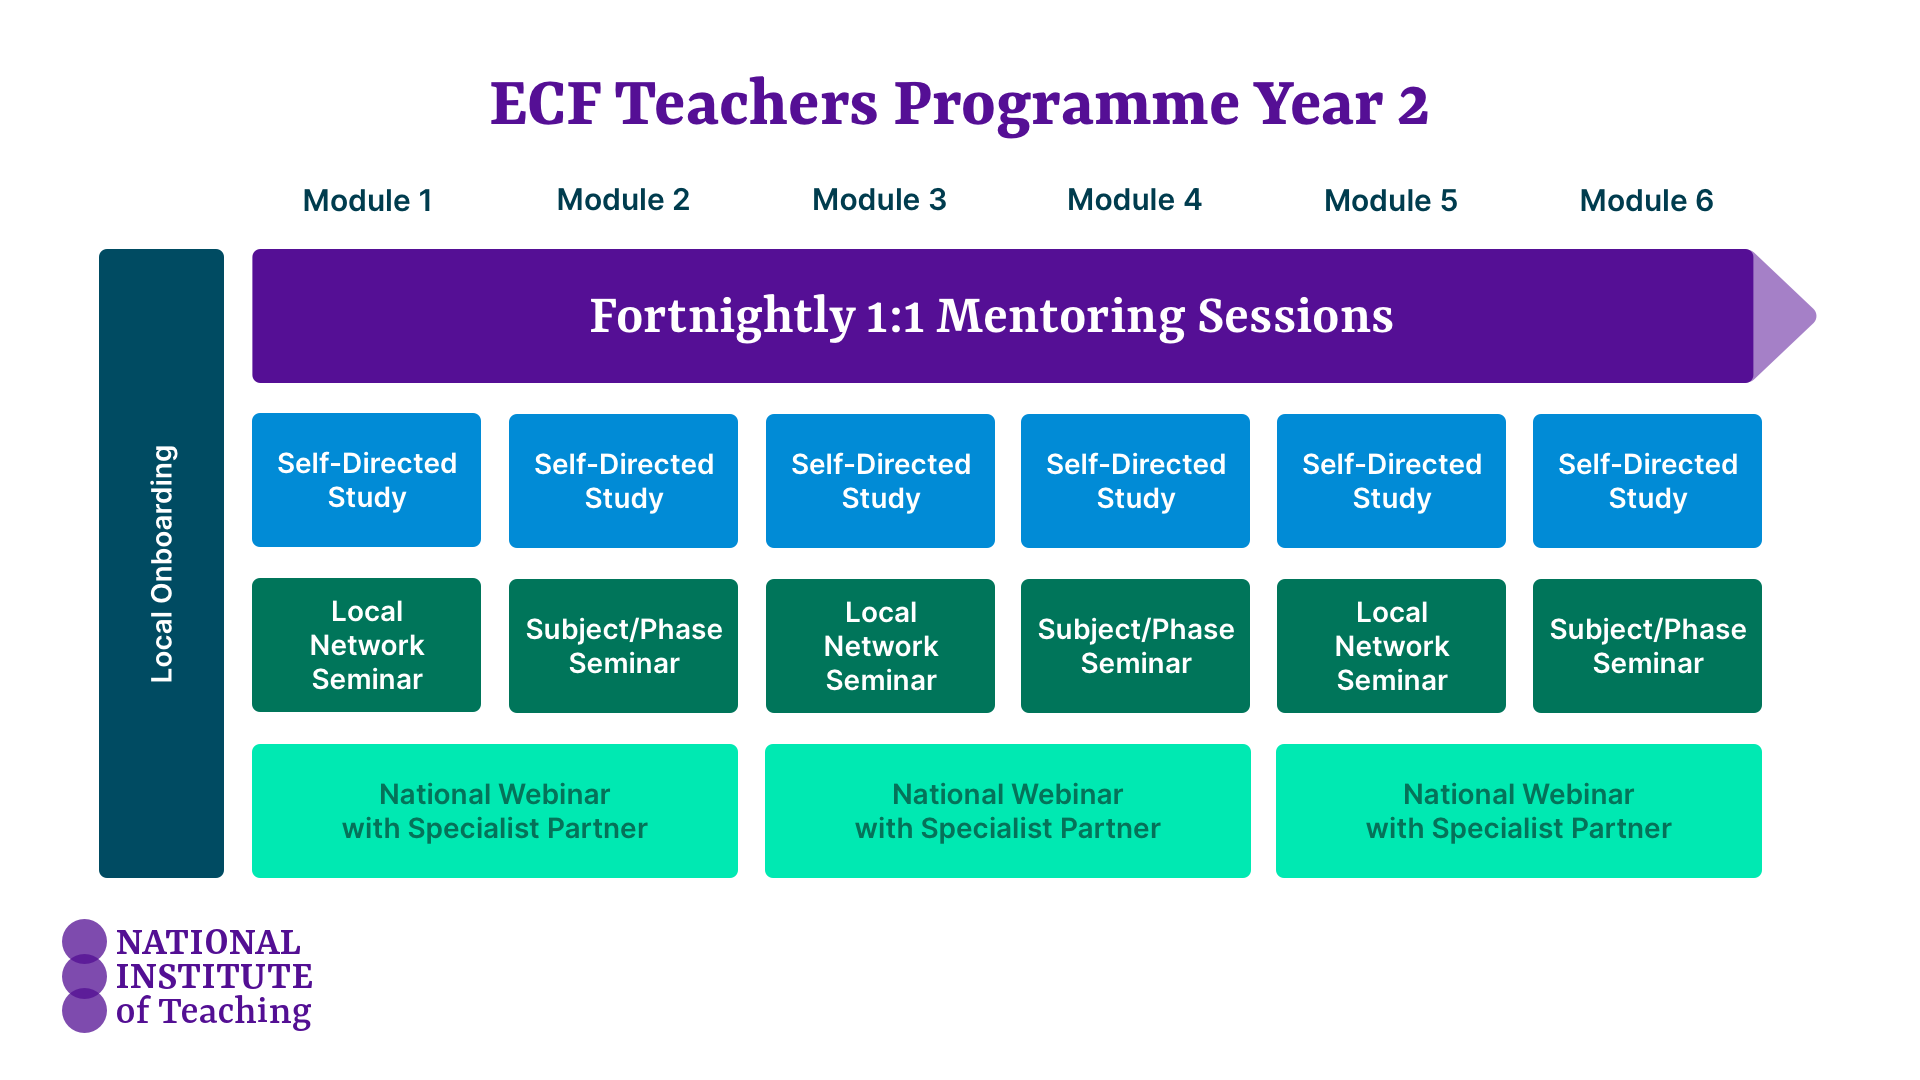 ECF Teachers Programme Year 2
Module 1
Module 2
Module 3
Module 4
Module 5
Module 6
Local Onboarding
Fortnightly 1:1 Mentoring Sessions
Self-Directed
Study
Self-Directed
Study
Self-Directed
Study
Self-Directed
Study
Self-Directed
Study
Self-Directed
Study
Local
Network
Seminar
Subject/Phase
Seminar
Local
Network
Seminar
Subject/Phase
Seminar
Local
Network
Seminar
Subject/Phase
Seminar
National Webinar
with Specialist Partner
National Webinar
with Specialist Partner
National Webinar
with Specialist Partner
NATIONAL
INSTITUTE
of Teaching